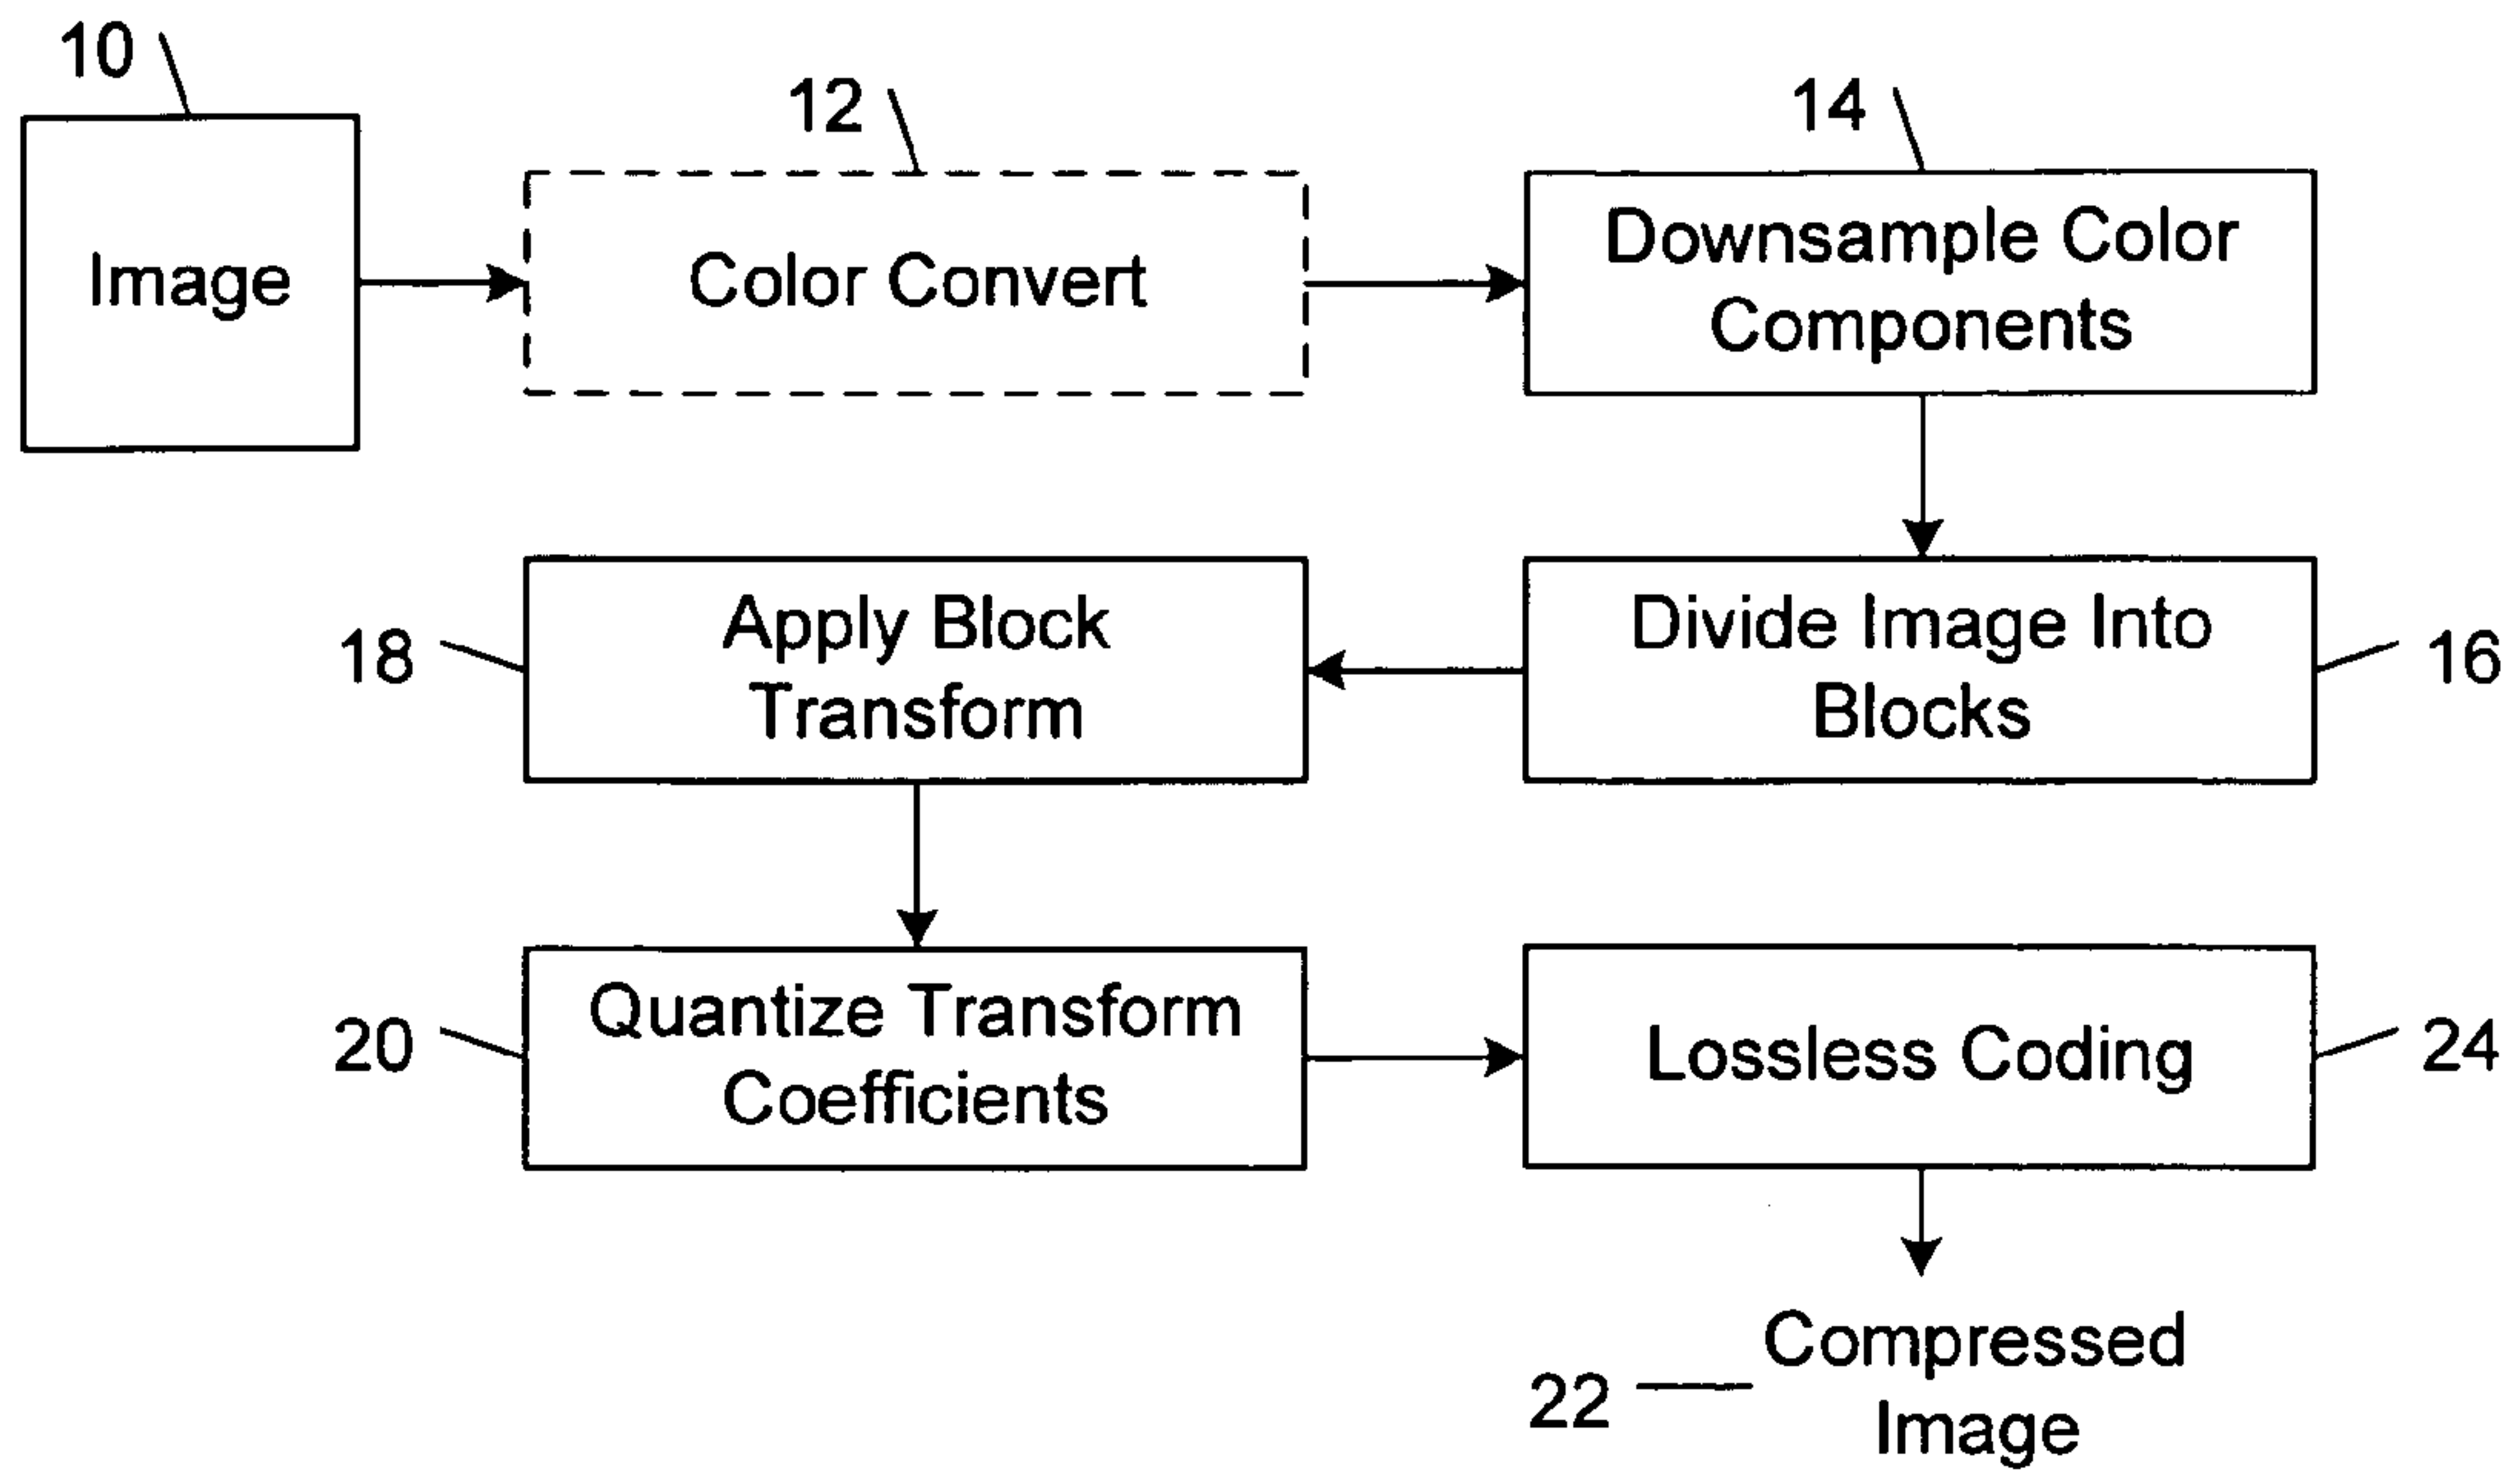 10
12
14
Image
Color Convert
Downsample Color
Components
18
Apply Block
Transform
Divide Image Into
Blocks
16
20
Quantize Transform
Coefficients
Lossless Coding
24
22
Compressed
Image